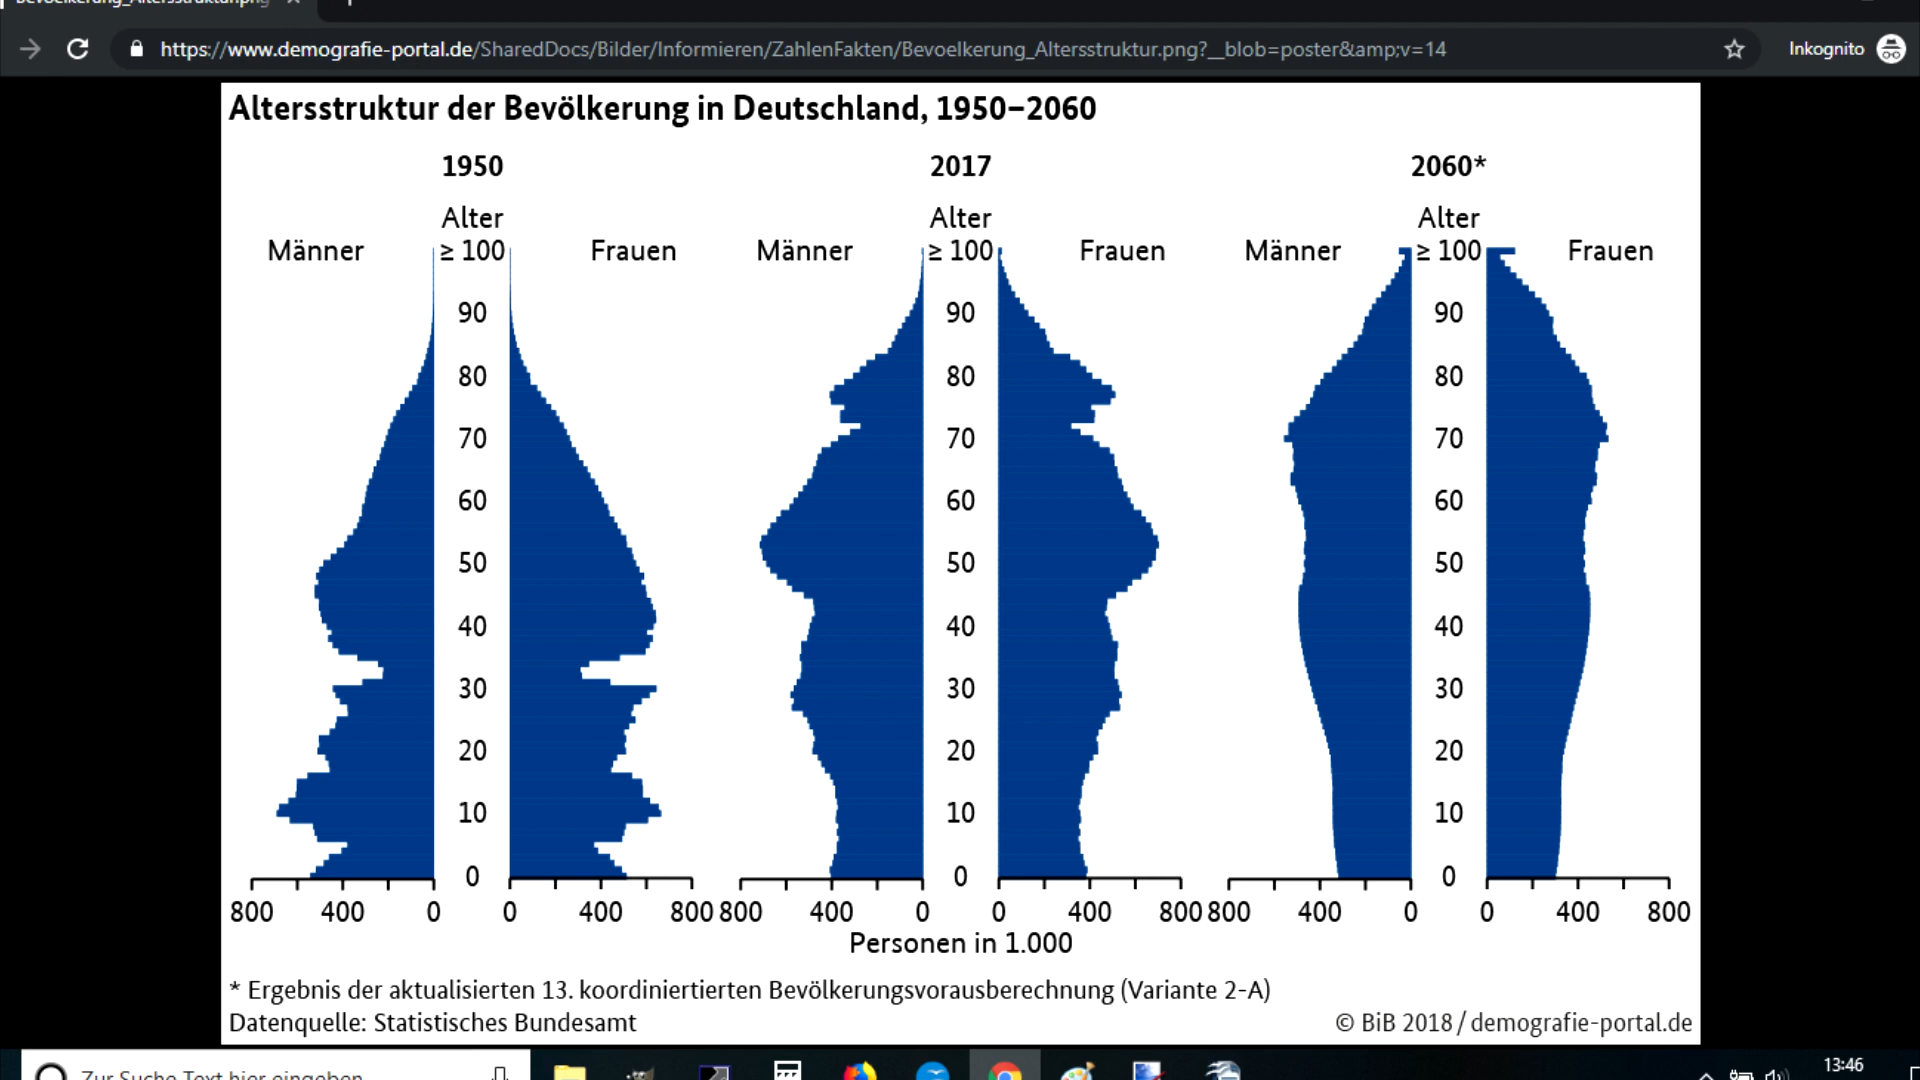 https://www.demografie-portal.de/SharedDocs/Bilder/Informieren/ZahlenFakten/Bevoelkerung_Altersstruktur.png?__blob=poster&amp;v=14
Inkognito
Altersstruktur der Bevölkerung in Deutschland, 1950–2060
1950 2017 2060*
Alter Alter Alter
Männer ≥ 100 Frauen Männer ≥ 100 Frauen Männer ≥ 100 Frauen
90 90 90
80 80 80
70 70 70
60 60 60
50 50 50
40 40 40
30 30 30
20 20 20
10 10 10
0 0 0
800 400 0 0 400 800 800 400 0 0 400 800 800 400 0 0 400 800
Personen in 1.000
* Ergebnis der aktualisierten 13. koordiniertierten Bevölkerungsvorausberechnung (Variante 2-A)
Datenquelle: Statistisches Bundesamt
© BiB 2018 / demografie-portal.de
Zur Suche Text hier eingeben
13:46